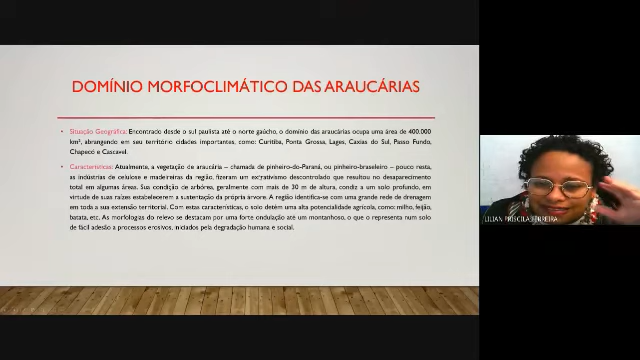 DOMÍNIO MORFOCLIMÁTICO DAS ARAUCÁRIAS
• Situação Geográfica: Encontrado desde o sul paulista até o norte gaúcho, o domínio das araucárias ocupa uma área de 400.000
km², abrangendo em seu território cidades importantes, como: Curitiba, Ponta Grossa, Lages, Caxias do Sul, Passo Fundo,
Chapecó e Cascavel.
• Características: Atualmente, a vegetação de araucária – chamada de pinheiro-do-Paraná, ou pinheiro-braseleiro – pouco resta,
as indústrias de celulose e madeireiras da região, fizeram um extrativismo descontrolado que resultou no desaparecimento
total em algumas áreas. Sua condição de arbóreo, geralmente com mais de 30 m de altura, condiz a um solo profundo, em
virtude de suas raízes estabelecerem a sustentação da própria árvore. A região identifica-se com uma grande rede de drenagem
em toda a sua extensão territorial. Com estas características, o solo detém uma alta potencialidade agrícola, como: milho, feijão,
batata, etc. As morfologias do relevo se destacam por uma forte ondulação até um montanhoso, o que o representa num solo
de fácil adesão a processos erosivos, iniciados pela degradação humana e social.
LILIAN PRISCILA FERREIRA